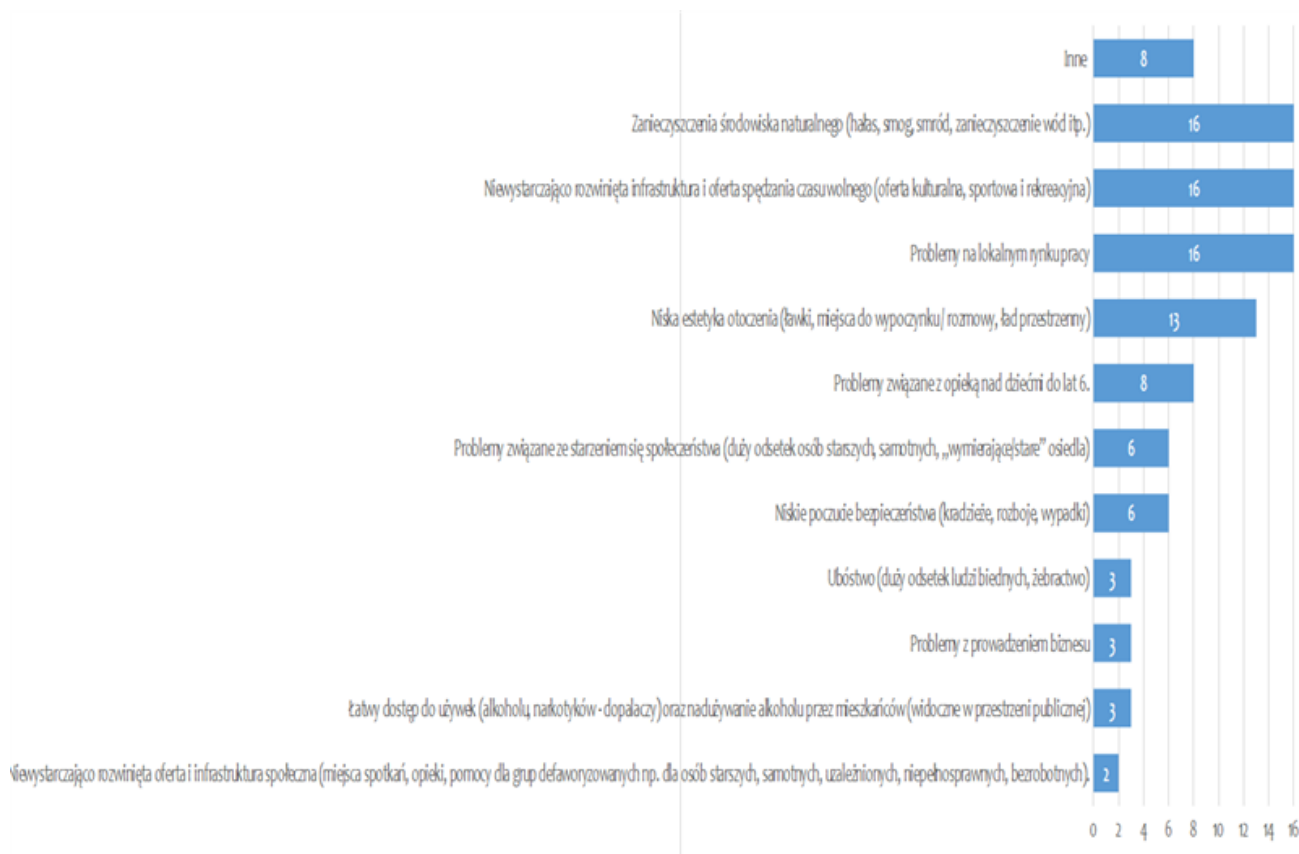 Inne 8
Zanieczyszczenia środowiska naturalnego (hałas, smog, smród, zanieczyszczenie wód itp.) 16
Niewystarczająco rozwinięta infrastruktura i oferta spędzania czasu wolnego (oferta kulturalna, sportowa i rekreacyjna) 16
Problemy na lokalnym rynku pracy 16
Niska estetyka otoczenia (ławki, miejsca do wypoczynku / rozmowy, ład przestrzenny) 13
Problemy związane z opieką nad dziećmi do lat 6. 8
Problemy związane ze starzeniem się społeczeństwa (duży odsetek osób starszych, samotnych, „wymierające/stare” osiedla) 6
Niskie poczucie bezpieczeństwa (kradzieże, rozboje, wypadki) 6
Ubóstwo (duży odsetek ludzi biednych, żebractwo) 3
Problemy z prowadzeniem biznesu 3
Łatwy dostęp do używek (alkoholu, narkotyków - dopalaczy) oraz nadużywanie alkoholu przez mieszkańców (widoczne w przestrzeni publicznej) 3
Niewystarczająco rozwinięta oferta i infrastruktura społeczna (miejsca spotkań, opieki, pomocy dla grup defaworyzowanych np. dla osób starszych, samotnych, uzależnionych, niepełnosprawnych, bezrobotnych). 2
0 2 4 6 8 10 12 14 16